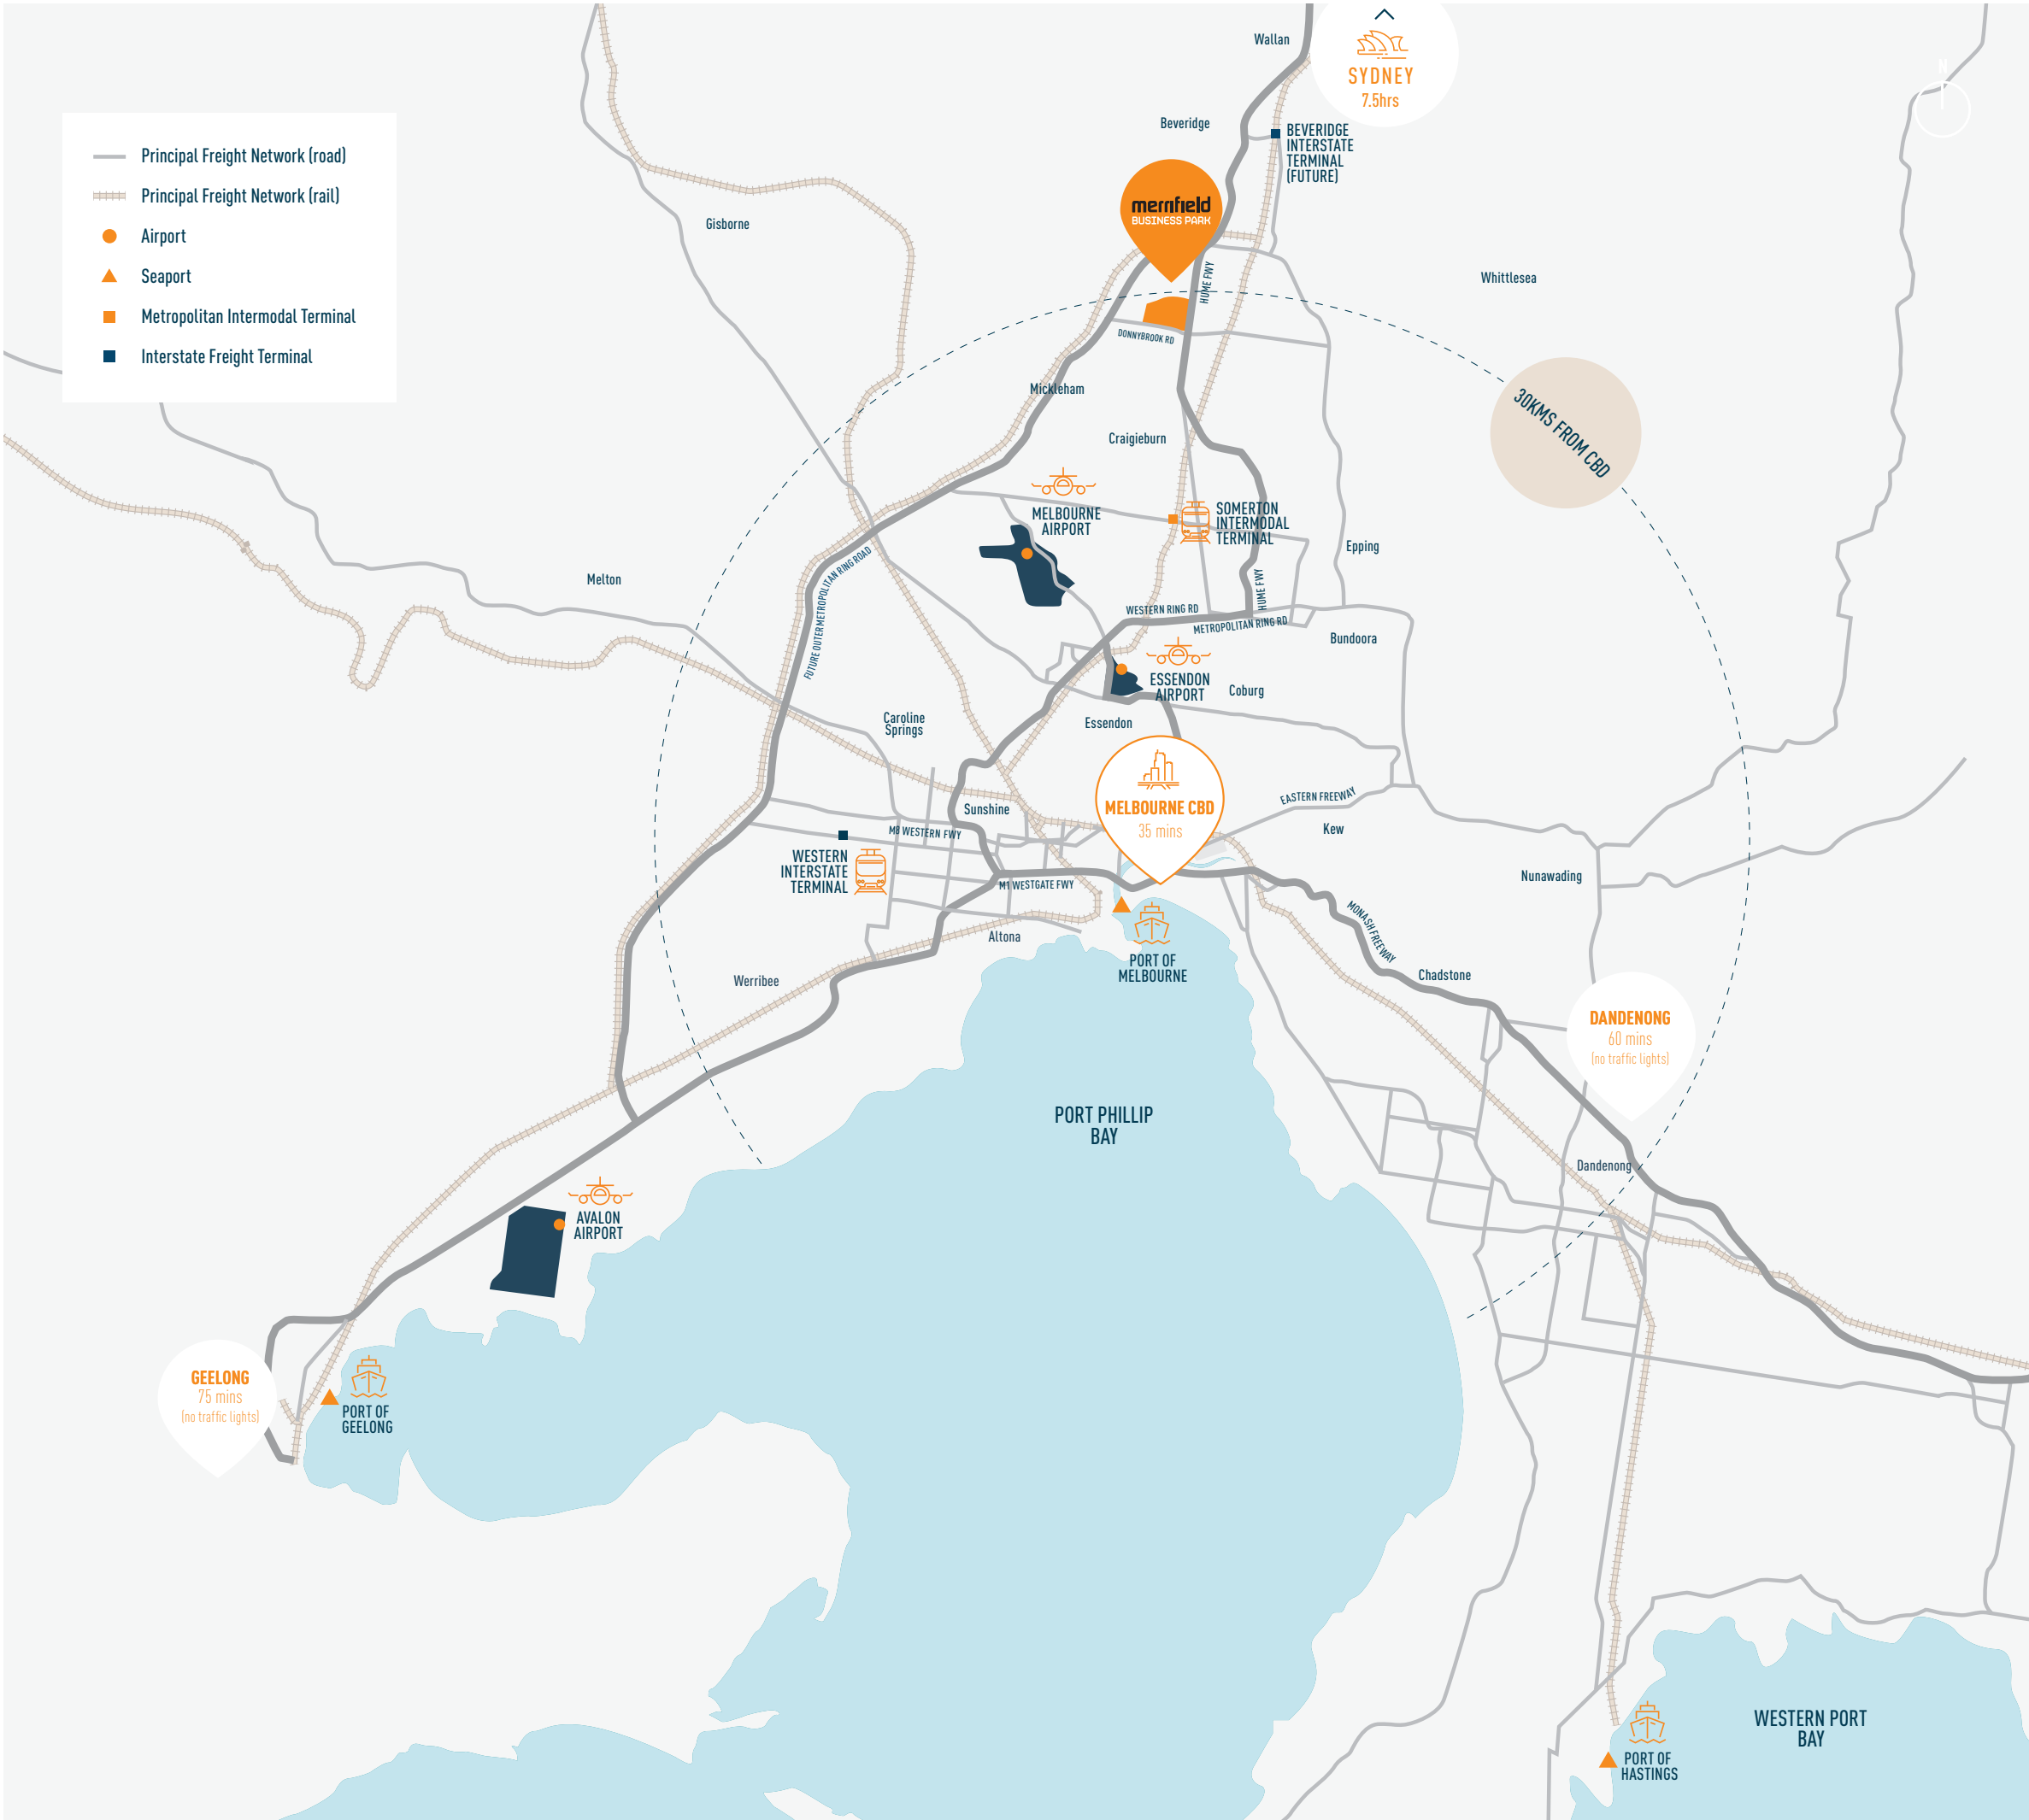 Wallan
SYDNEY
7.5hrs
N
Beveridge
BEVERIDGE
INTERSTATE
TERMINAL
(FUTURE)
Principal Freight Network (road)
Principal Freight Network (rail)
Airport
Seaport
Metropolitan Intermodal Terminal
Interstate Freight Terminal
merrifield
BUSINESS PARK
Gisborne
HUME FWY
Whittlesea
DONNYBROOK RD
Mickleham
30KMS FROM CBD
Craigieburn
MELBOURNE
AIRPORT
SOMERTON
INTERMODAL
TERMINAL
Epping
Melton
FUTURE OUTER METROPOLITAN RING ROAD
HUME FWY
WESTERN RING RD
METROPOLITAN RING RD
Bundoora
ESSENDON
AIRPORT
Coburg
Caroline
Springs
Essendon
MELBOURNE CBD
35 mins
EASTERN FREEWAY
Sunshine
M8 WESTERN FWY
Kew
WESTERN
INTERSTATE
TERMINAL
M1 WESTGATE FWY
Nunawading
MONASH FREEWAY
Altona
PORT OF
MELBOURNE
Chadstone
Werribee
DANDENONG
60 mins
(no traffic lights)
PORT PHILLIP
BAY
Dandenong
AVALON
AIRPORT
GEELONG
75 mins
(no traffic lights)
PORT OF
GEELONG
WESTERN PORT
BAY
PORT OF
HASTINGS